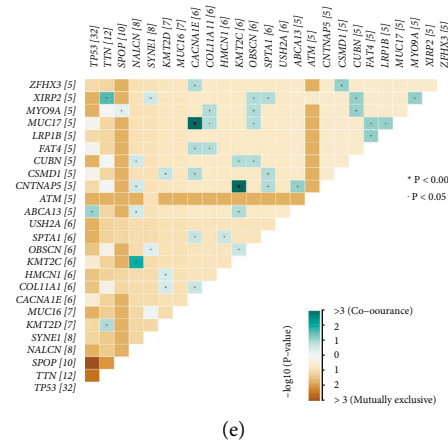 TP53 [32]
TTN [12]
SPOP [10]
NALCN [8]
SYNE1 [8]
KMT2D [7]
MUC16 [7]
CACNA1E [6]
COL11A11 [6]
HMCN1 [6]
KMT2C [6]
OBSCN [6]
SPTA1 [6]
USH2A [6]
ABCA13 [5]
CNTNAP5 [5]
ATM [5]
CSMD1 [5]
CUBN [5]
FAT4 [5]
LRP1B [5]
MUC17 [5]
MYO9A [5]
XIRP2 [5]
ZFHX3 [5]
ZFHX3 [5]
XIRP2 [5]
MYO9A [5]
MUC17 [5]
LRP1B [5]
FAT4 [5]
CUBN [5]
CSMD1 [5]
CNTNAP5 [5]
ATM [5]
ABCA13 [5]
USH2A [6]
SPTA1 [6]
OBSCN [6]
KMT2C [6]
HMCN1 [6]
COL11A1 [6]
CACNA1E [6]
MUC16 [7]
KMT2D [7]
SYNE1 [8]
NALCN [8]
SPOP [10]
TTN [12]
TP53 [32]
* P < 0.00
· P < 0.05
−log10 (P−value)
>3 (Co−oourance)
2
1
0
1
2
> 3 (Mutually exclusive)
(e)